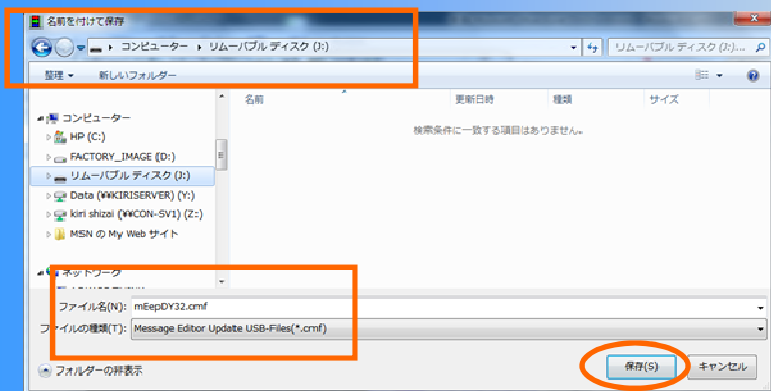 名前を付けて保存
コンピューター ▸ リムーバブル ディスク (J:)
リムーバブル ディスク (J:)...
整理 新しいフォルダー
名前 更新日時 種類 サイズ
検索条件に一致する項目はありません。
コンピューター
HP (C:)
FACTORY_IMAGE (D:)
リムーバブル ディスク (J:)
Data (¥¥KIRISERVER) (Y:)
kiri shizai (¥¥CON-SV1) (Z:)
MSN の My Web サイト
ネットワーク
ファイル名(N): mEepDY32.cmf
ファイルの種類(T): Message Editor Update USB-Files(*.cmf)
フォルダーの非表示
保存(S)
キャンセル